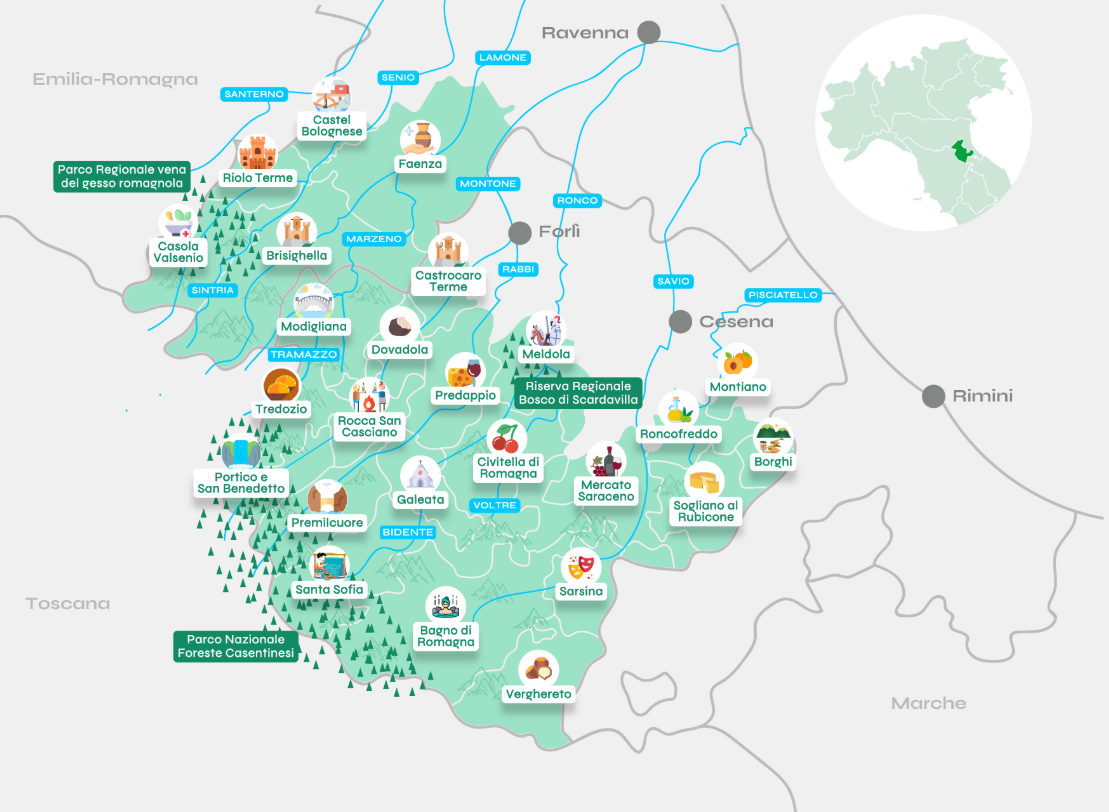 Ravenna
LAMONE
Emilia-Romagna
SENIO
SANTERNO
Castel
Bolognese
Faenza
Parco Regionale vena
del gesso romagnolo
Riolo Terme
MONTONE
RONCO
Casola
Valsenio
Brisighella
MARZENO
Forlì
Castrocaro
Terme
RABBI
SINTRIA
SAVIO
PISCIATELLO
Modigliana
Cesena
Dovadola
Meldola
TRAMAZZO
Montiano
Predappio
Riserva Regionale
Bosco di Scardavilla
Rimini
Tredozio
Rocca San
Casciano
Roncofreddo
Borghi
Civitella di
Romagna
Portico e
San Benedetto
Mercato
Saraceno
Galeata
Sogliano al
Rubicone
VOLTRE
Premilcuore
BIDENTE
Santa Sofia
Sarsina
Toscana
Bagno di
Romagna
Parco Nazionale
Foreste Casentinesi
Verghereto
Marche